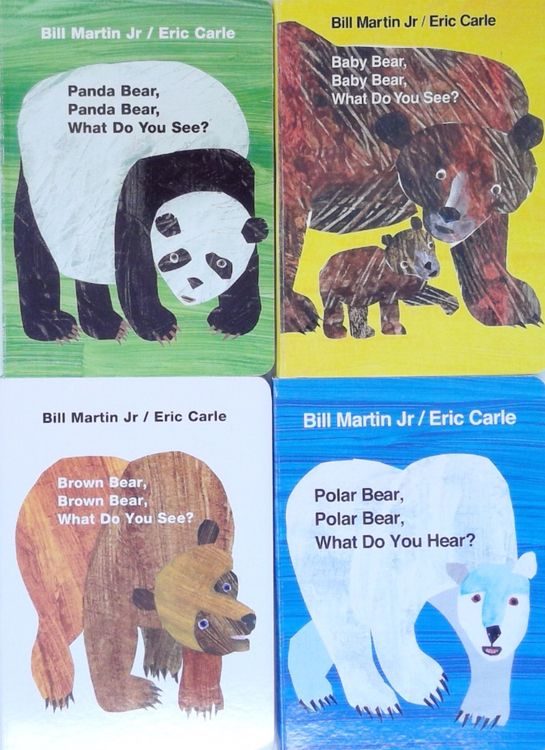 Bill Martin Jr / Eric Carle
Panda Bear,
Panda Bear,
What Do You See?
Bill Martin Jr / Eric Carle
Baby Bear,
Baby Bear,
What Do You See?
Bill Martin Jr / Eric Carle
Brown Bear,
Brown Bear,
What Do You See?
Bill Martin Jr / Eric Carle
Polar Bear,
Polar Bear,
What Do You Hear?